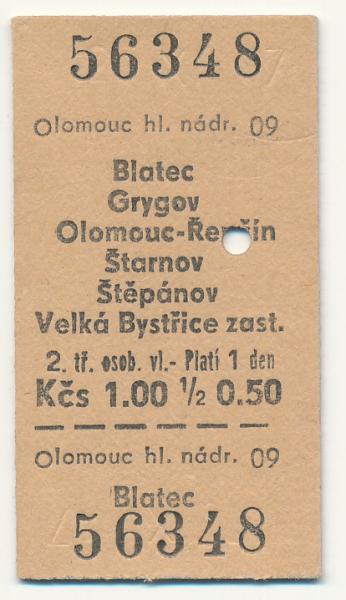 56348
Olomouc hl. nádr. 09
Blatec
Grygov
Olomouc-Řepčín
Štarnov
Štěpánov
Velká Bystřice zast.
2. tř. osob. vl.- Platí 1 den
Kčs 1.00 ½ 0.50
Olomouc hl. nádr. 09
Blatec
56348